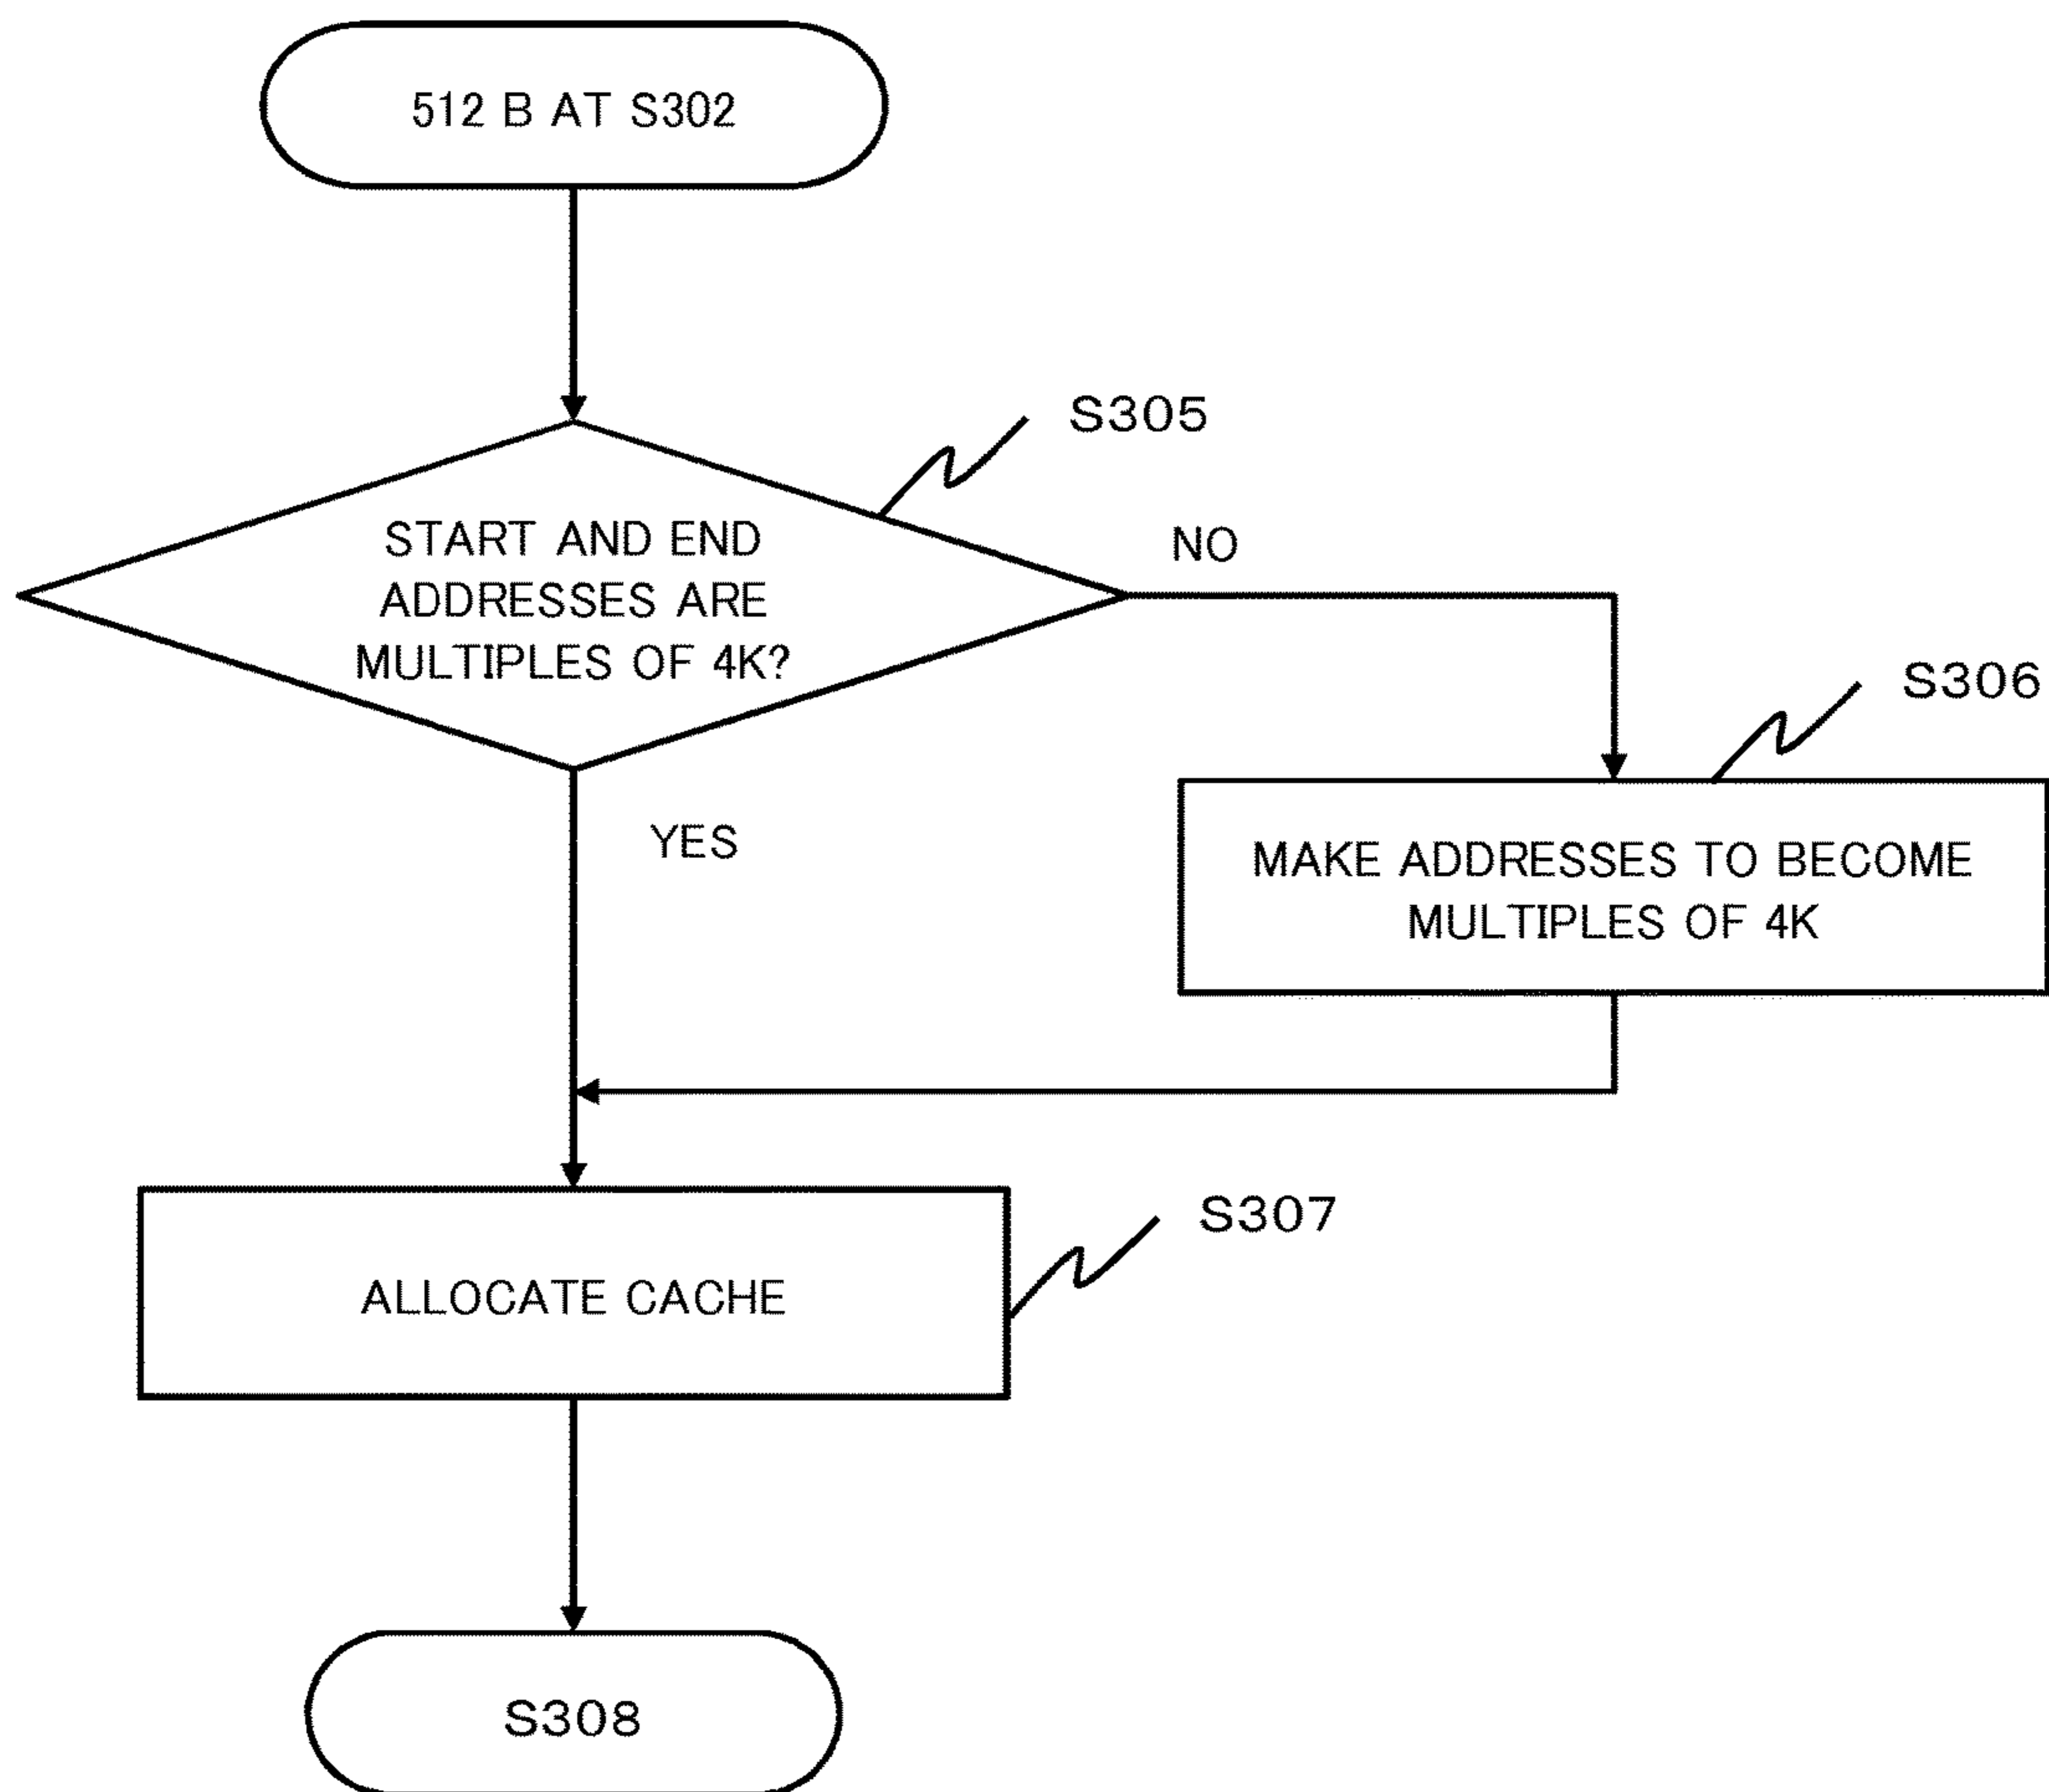 512 B AT S302
S305
START AND END
ADDRESSES ARE
MULTIPLES OF 4K?
NO
S306
YES
MAKE ADDRESSES TO BECOME
MULTIPLES OF 4K
S307
ALLOCATE CACHE
S308